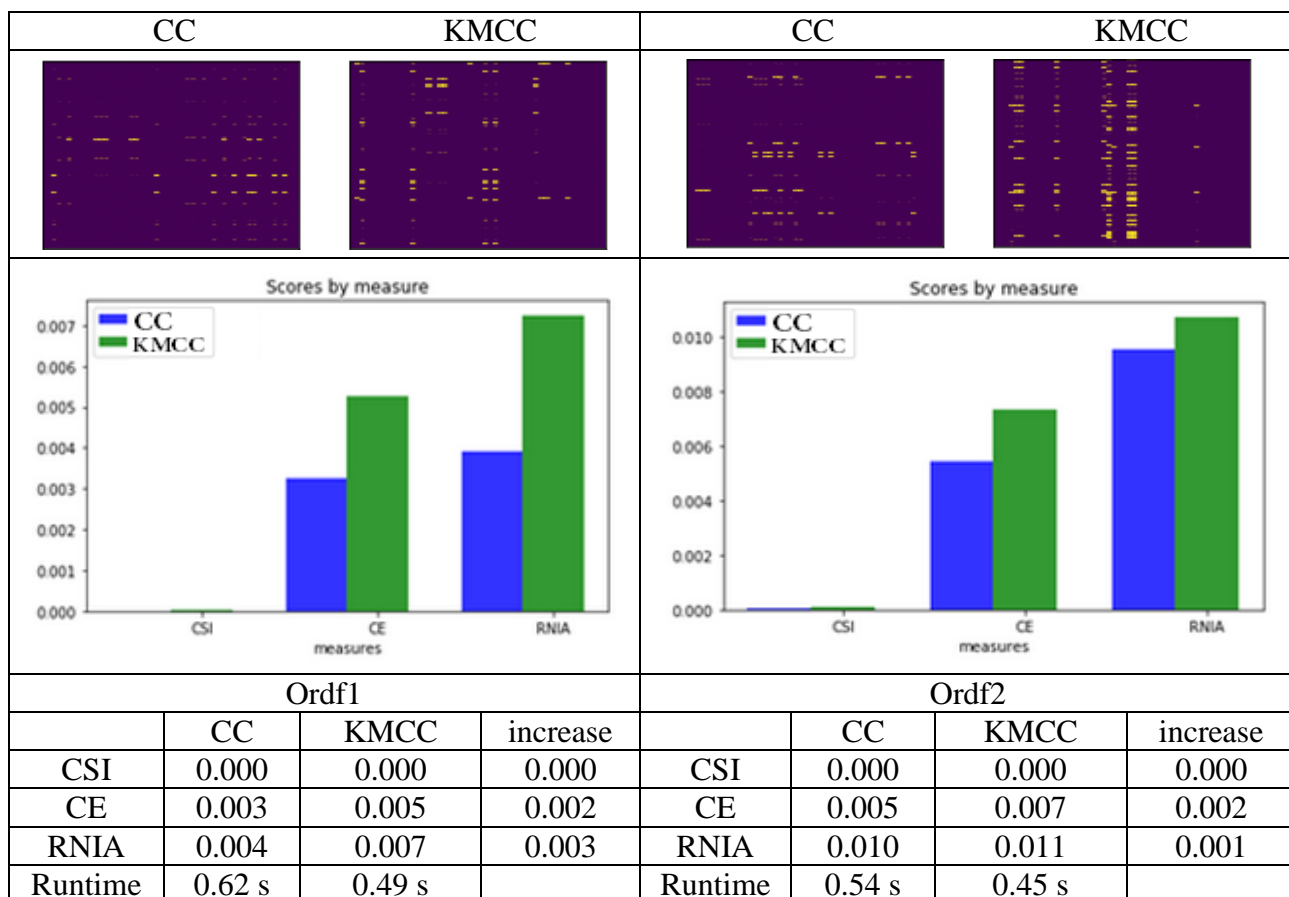 CC KMCC CC KMCC
Scores by measure
CC
KMCC
0.007
0.006
0.005
0.004
0.003
0.002
0.001
0.000
CSI CE RNIA
measures
Scores by measure
CC
KMCC
0.010
0.008
0.006
0.004
0.002
0.000
CSI CE RNIA
measures
Ordf1 Ordf2
CC KMCC increase CC KMCC increase
CSI 0.000 0.000 0.000 CSI 0.000 0.000 0.000
CE 0.003 0.005 0.002 CE 0.005 0.007 0.002
RNIA 0.004 0.007 0.003 RNIA 0.010 0.011 0.001
Runtime 0.62 s 0.49 s Runtime 0.54 s 0.45 s